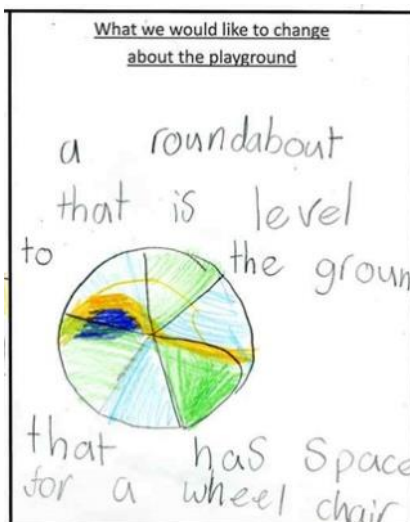 What we would like to change
about the playground
a roundabout
that is level
to the groun
that has space
for a wheel chair